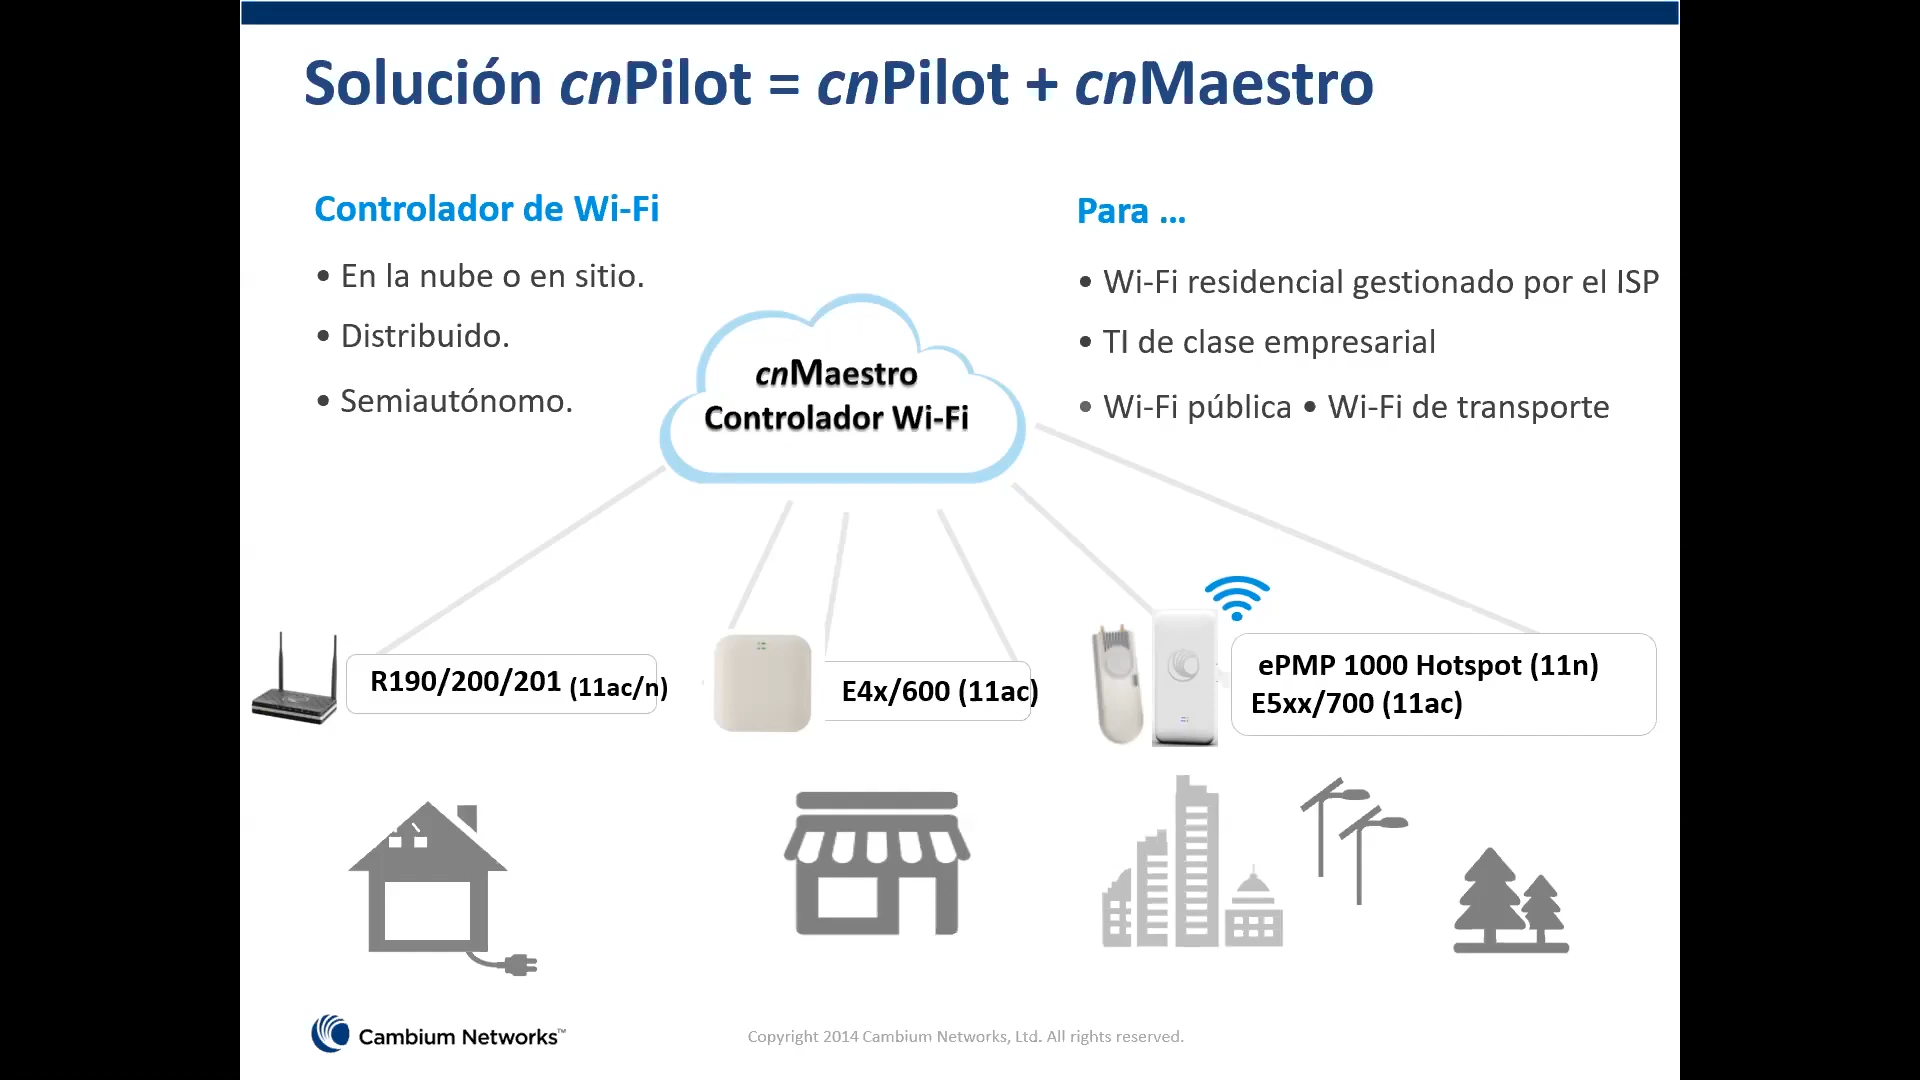 Solución cnPilot = cnPilot + cnMaestro
Controlador de Wi-Fi
• En la nube o en sitio.
• Distribuido.
• Semiautónomo.
Para ...
• Wi-Fi residencial gestionado por el ISP
• TI de clase empresarial
• Wi-Fi pública • Wi-Fi de transporte
cnMaestro
Controlador Wi-Fi
R190/200/201 (11ac/n)
E4x/600 (11ac)
ePMP 1000 Hotspot (11n)
E5xx/700 (11ac)
Cambium Networks™
Copyright 2014 Cambium Networks, Ltd. All rights reserved.